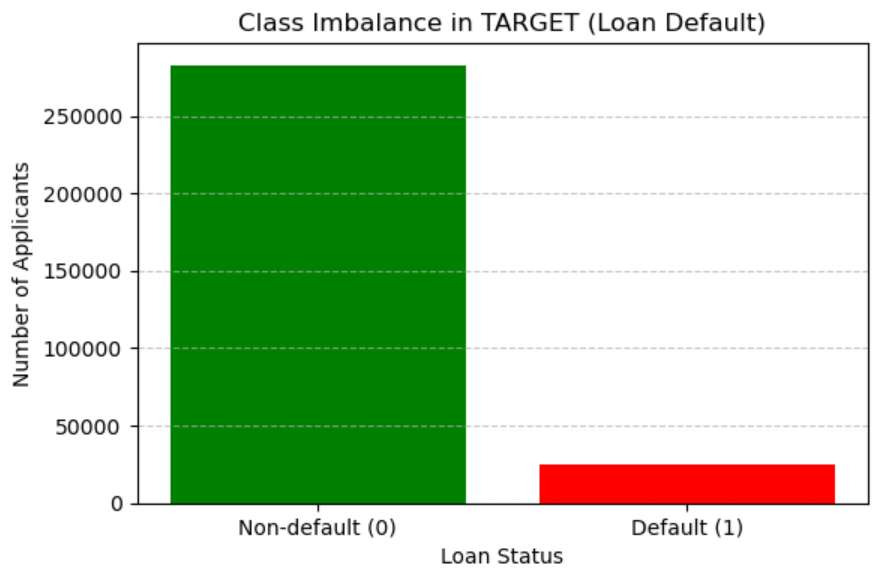 Class Imbalance in TARGET (Loan Default)
Number of Applicants
250000
200000
150000
100000
50000
0
Non-default (0)
Default (1)
Loan Status